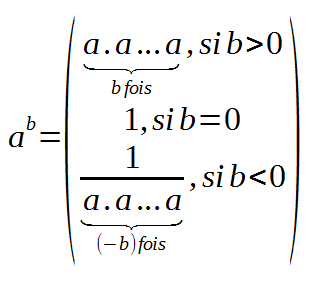 a . a ... a , si b > 0
b fois
a^b = 1, si b = 0
1
a . a ... a , si b < 0
(−b) fois